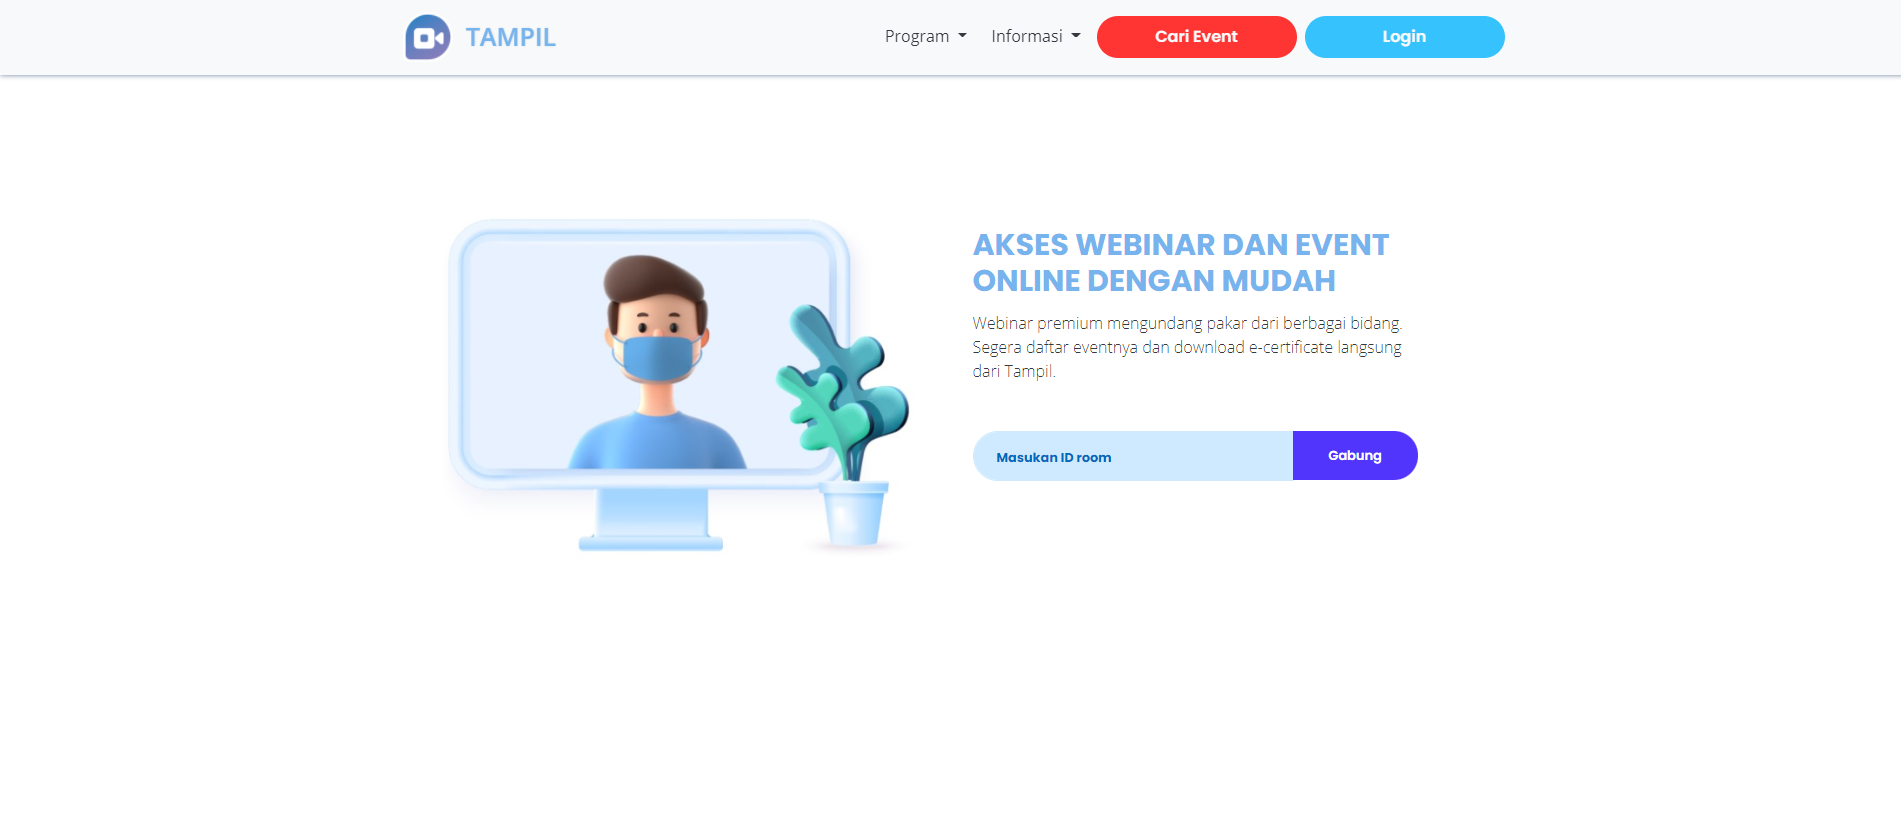 TAMPIL
Program
Informasi
Cari Event
Login
AKSES WEBINAR DAN EVENT
ONLINE DENGAN MUDAH
Webinar premium mengundang pakar dari berbagai bidang.
Segera daftar eventnya dan download e-certificate langsung
dari Tampil.
Masukan ID room
Gabung